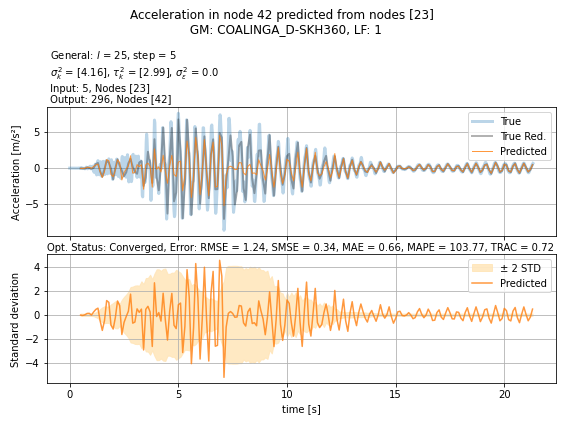 Acceleration in node 42 predicted from nodes [23]
GM: COALINGA_D-SKH360, LF: 1
General: l = 25, step = 5
σ²ₖ = [4.16], τ²ₖ = [2.99], σ²ε = 0.0
Input: 5, Nodes [23]
Output: 296, Nodes [42]
Acceleration [m/s²]
5
0
−5
True
True Red.
Predicted
Opt. Status: Converged, Error: RMSE = 1.24, SMSE = 0.34, MAE = 0.66, MAPE = 103.77, TRAC = 0.72
Standard deviation
4
2
0
−2
−4
± 2 STD
Predicted
0 5 10 15 20
time [s]